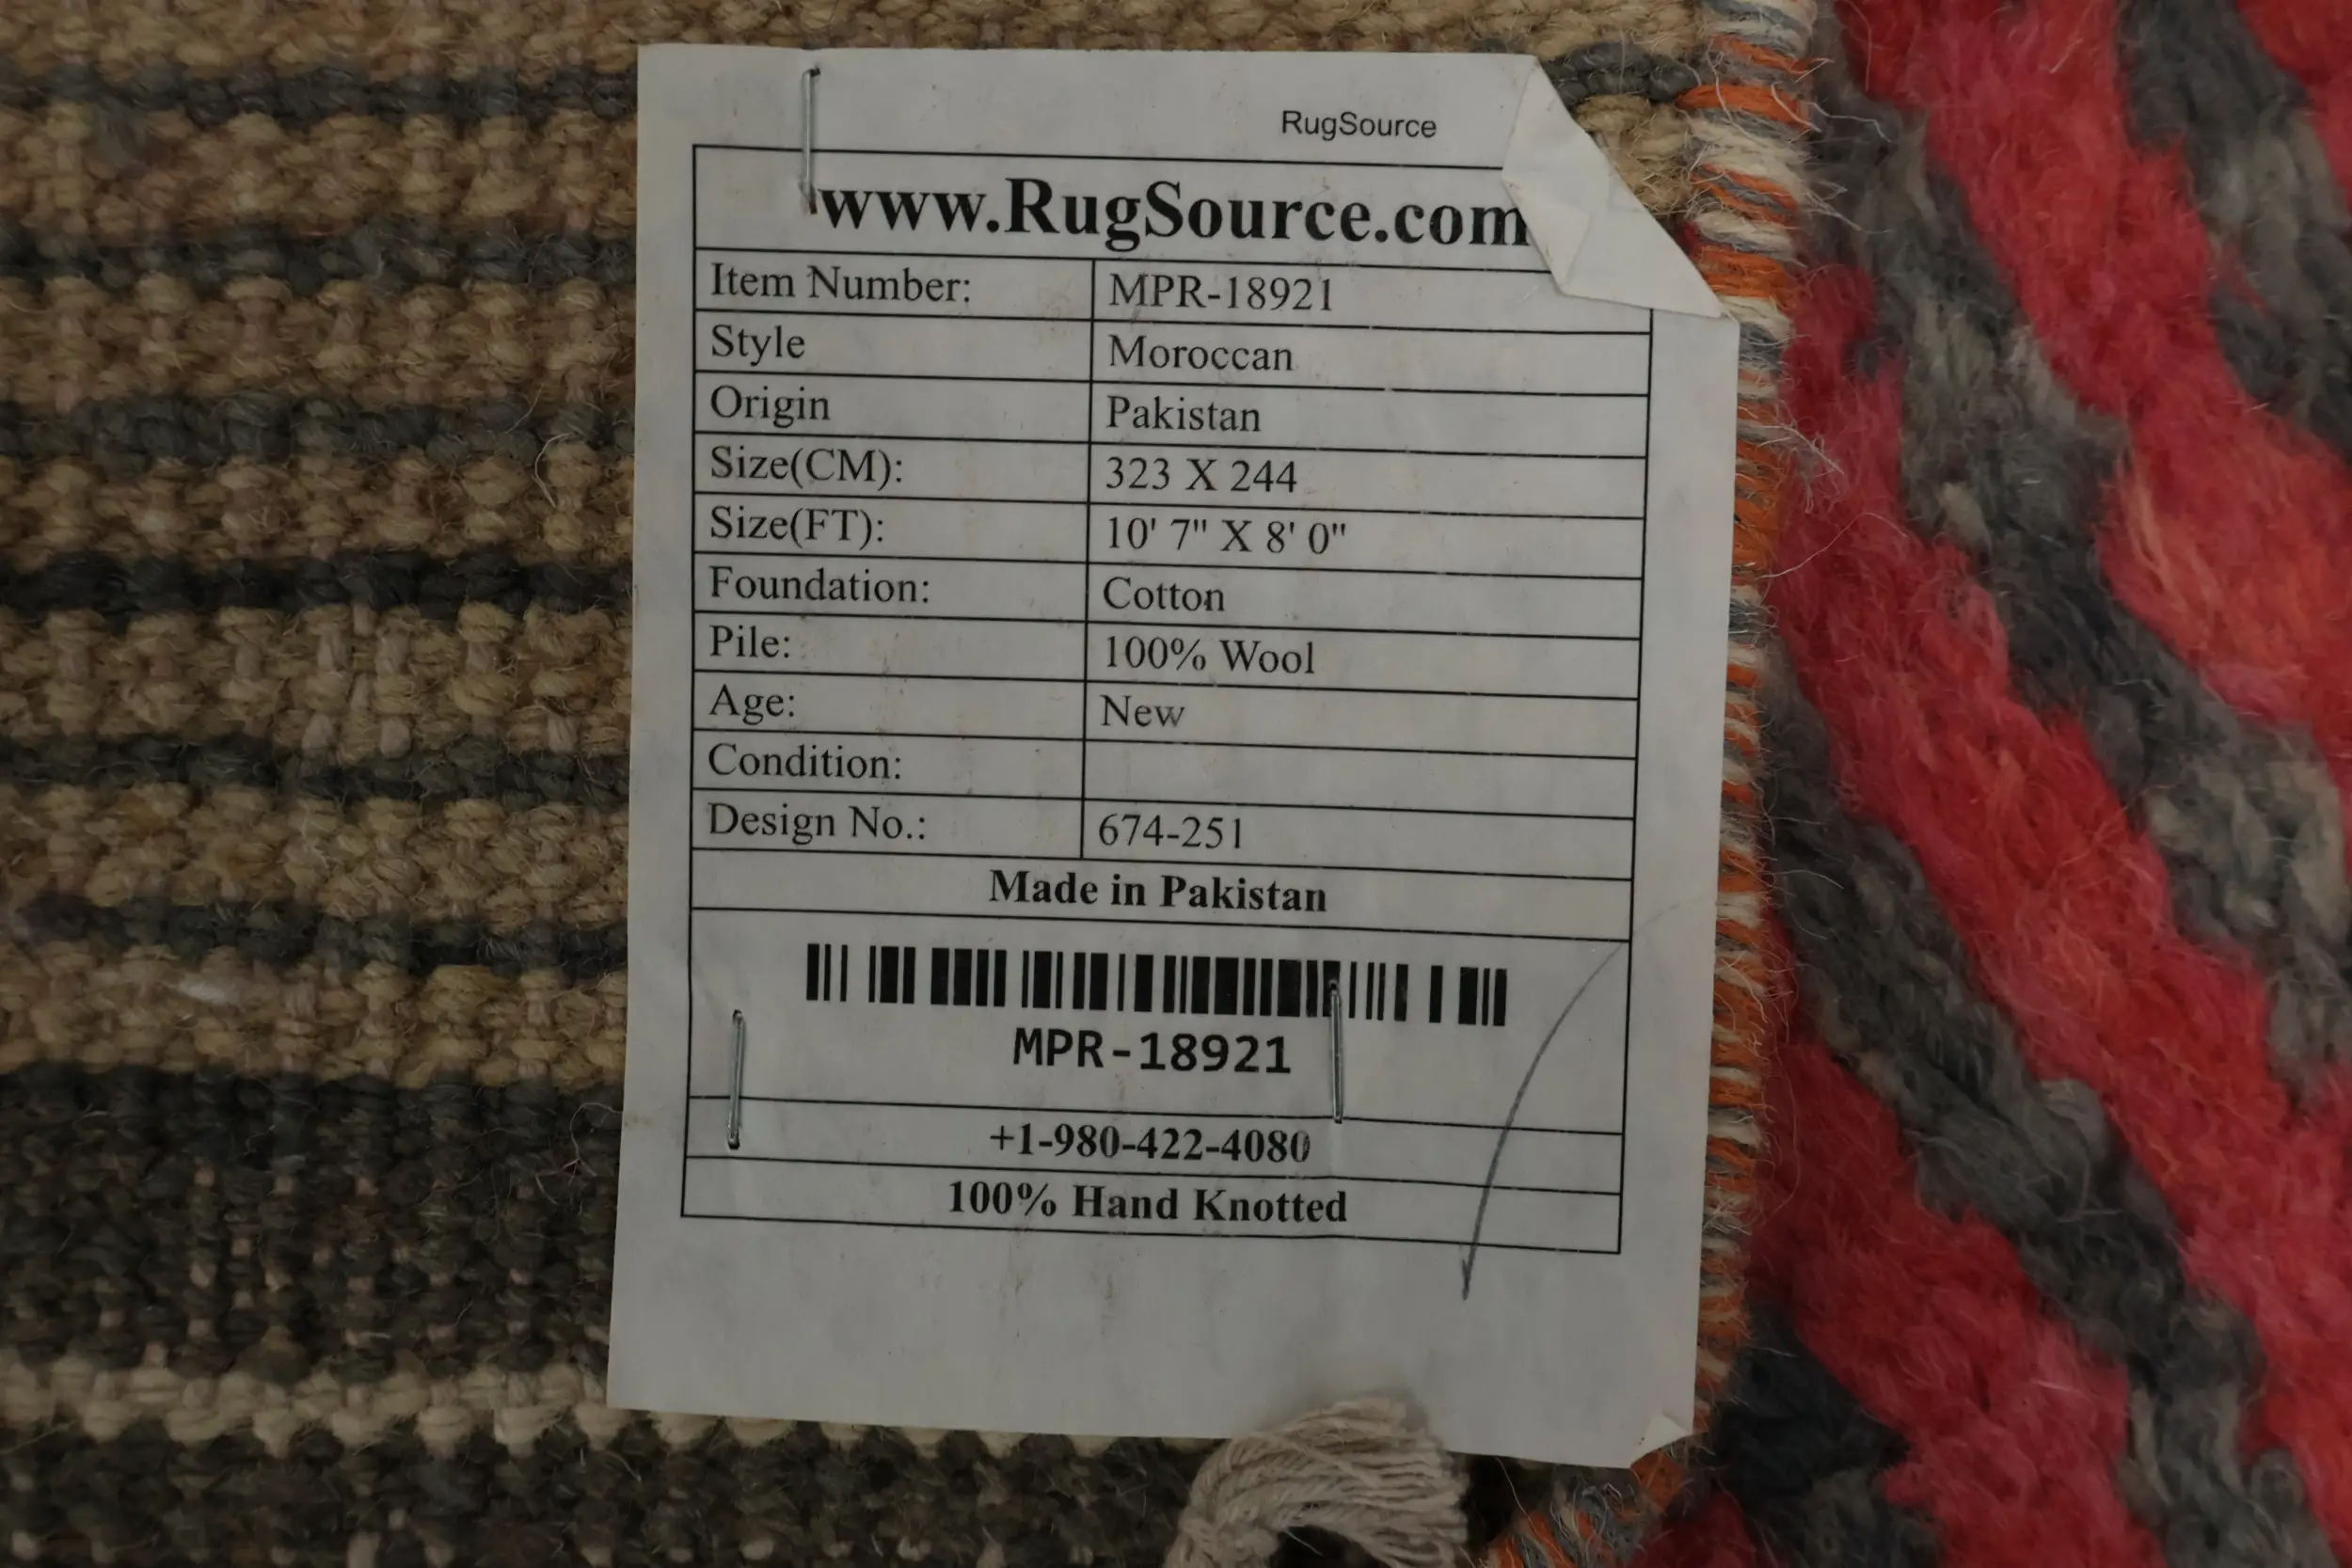 RugSource
www.RugSource.com
Item Number: MPR-18921
Style Moroccan
Origin Pakistan
Size(CM): 323 X 244
Size(FT): 10' 7" X 8' 0"
Foundation: Cotton
Pile: 100% Wool
Age: New
Condition:
Design No.: 674-251
Made in Pakistan
MPR-18921
+1-980-422-4080
100% Hand Knotted